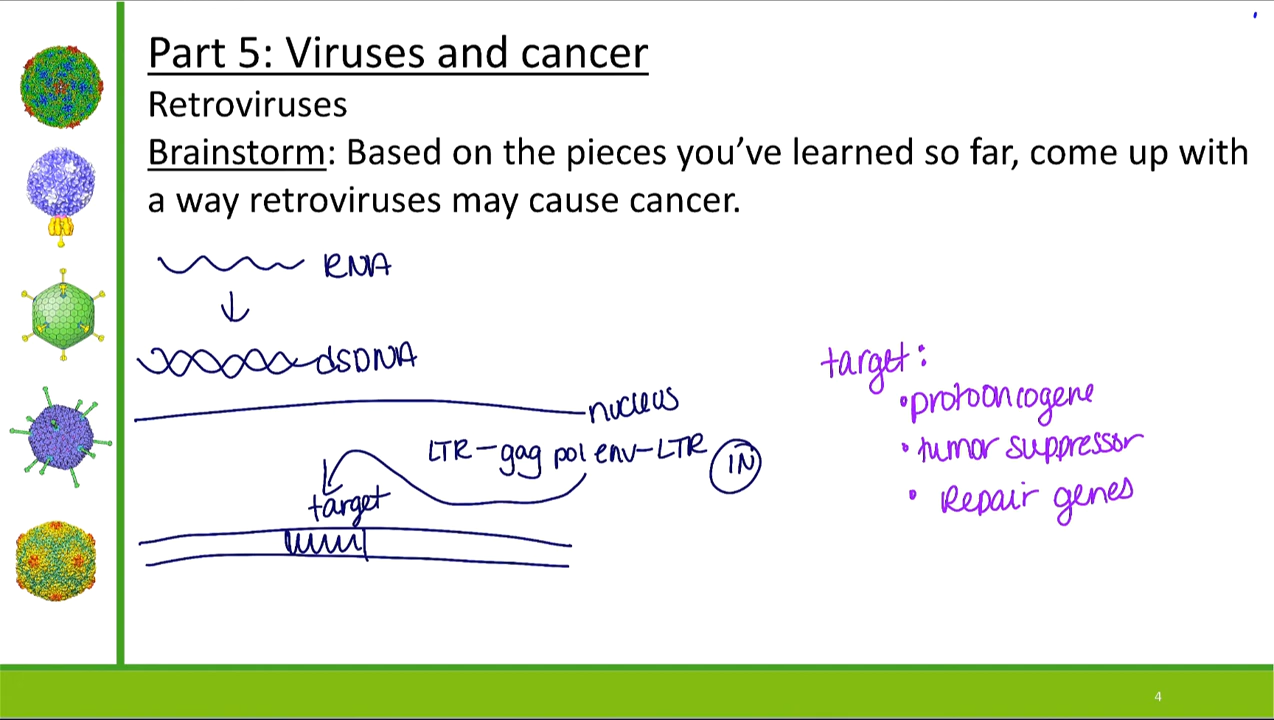 Part 5: Viruses and cancer
Retroviruses
Brainstorm: Based on the pieces you’ve learned so far, come up with
a way retroviruses may cause cancer.
RNA
dsDNA
nucleus
LTR-gag pol env-LTR IN
target
target:
•protooncogene
• tumor suppressor
• Repair genes
4